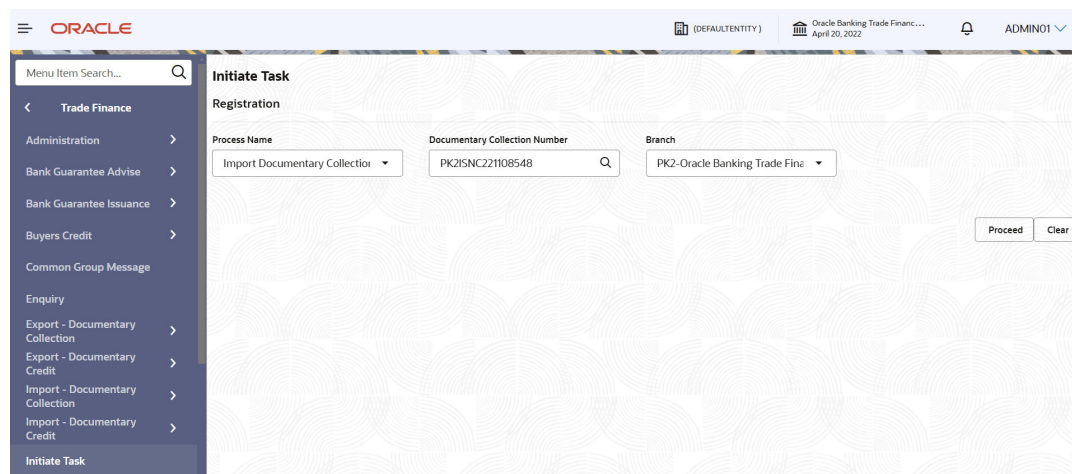 ORACLE
(DEFAULTENTITY)
Oracle Banking Trade Financ...
April 20, 2022
ADMIN01
Menu Item Search...
Trade Finance
Administration
Bank Guarantee Advise
Bank Guarantee Issuance
Buyers Credit
Common Group Message
Enquiry
Export - Documentary
Collection
Export - Documentary
Credit
Import - Documentary
Collection
Import - Documentary
Credit
Initiate Task
Initiate Task
Registration
Process Name
Documentary Collection Number
Branch
Import Documentary Collection
PK2ISNC221108548
PK2-Oracle Banking Trade Fina
Proceed
Clear